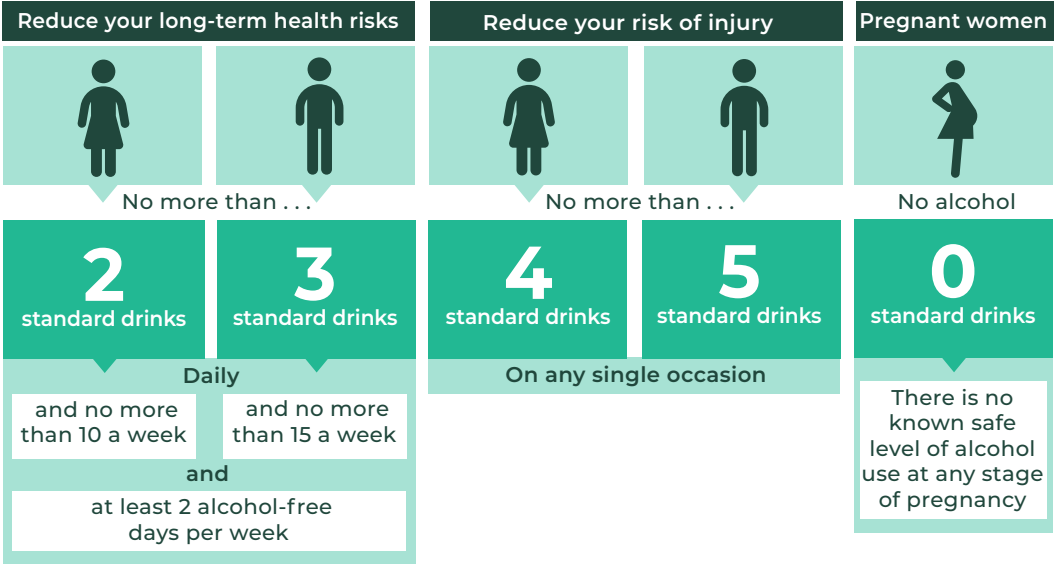 Reduce your long-term health risks
No more than . . .
2
standard drinks
3
standard drinks
Daily
and no more
than 10 a week
and no more
than 15 a week
and
at least 2 alcohol-free
days per week
Reduce your risk of injury
No more than . . .
4
standard drinks
5
standard drinks
On any single occasion
Pregnant women
No alcohol
0
standard drinks
There is no
known safe
level of alcohol
use at any stage
of pregnancy